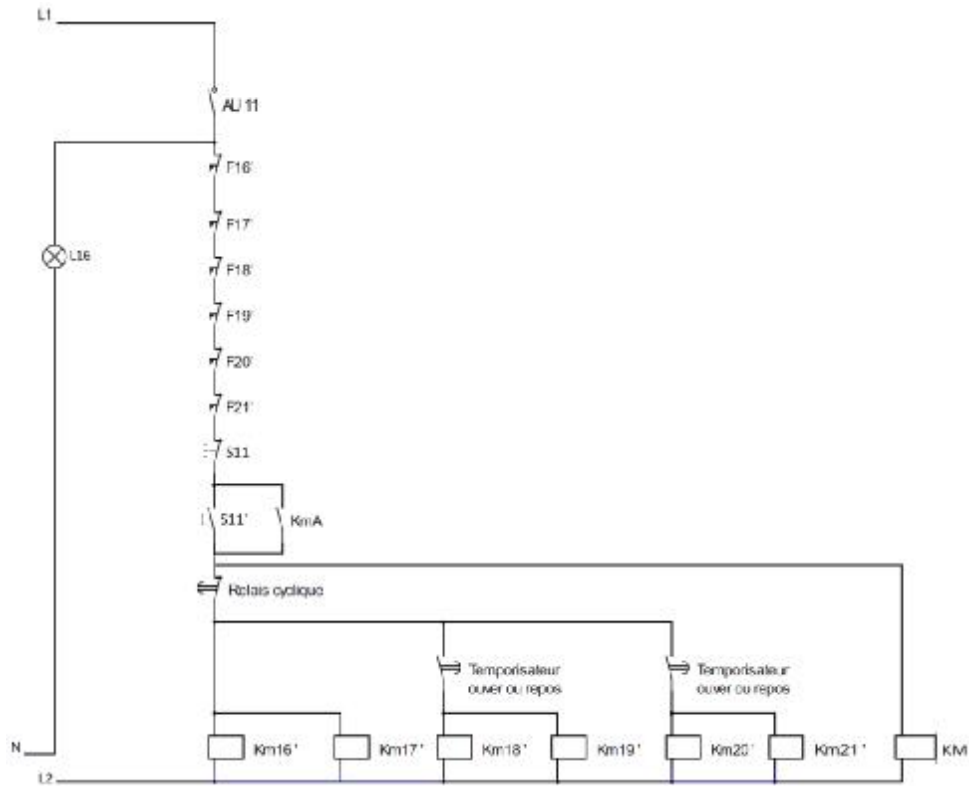 L1
AU 11
F16'
F17'
L16
F18'
F19'
F20'
F21'
S11
S11' KmA
Relais cyclique
Temporisateur
ouver ou repos
Temporisateur
ouver ou repos
N
Km16' Km17' Km18' Km19' Km20' Km21' KM
L2